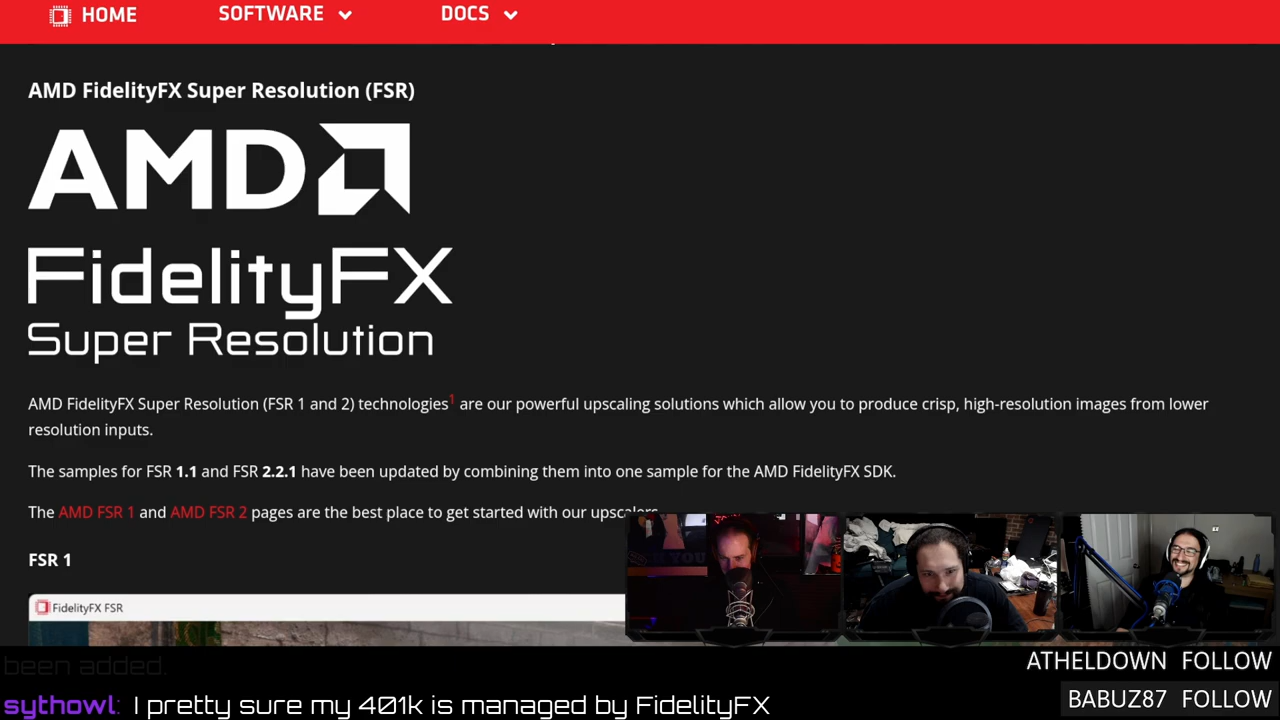 HOME SOFTWARE DOCS
AMD FidelityFX Super Resolution (FSR)
AMD
FidelityFX
Super Resolution
AMD FidelityFX Super Resolution (FSR 1 and 2) technologies1 are our powerful upscaling solutions which allow you to produce crisp, high-resolution images from lower
resolution inputs.
The samples for FSR 1.1 and FSR 2.2.1 have been updated by combining them into one sample for the AMD FidelityFX SDK.
The AMD FSR 1 and AMD FSR 2 pages are the best place to get started with our upscalers.
FSR 1
FidelityFX FSR
been added.
ATHELDOWN FOLLOW
sythowl: I pretty sure my 401k is managed by FidelityFX
BABUZ87 FOLLOW